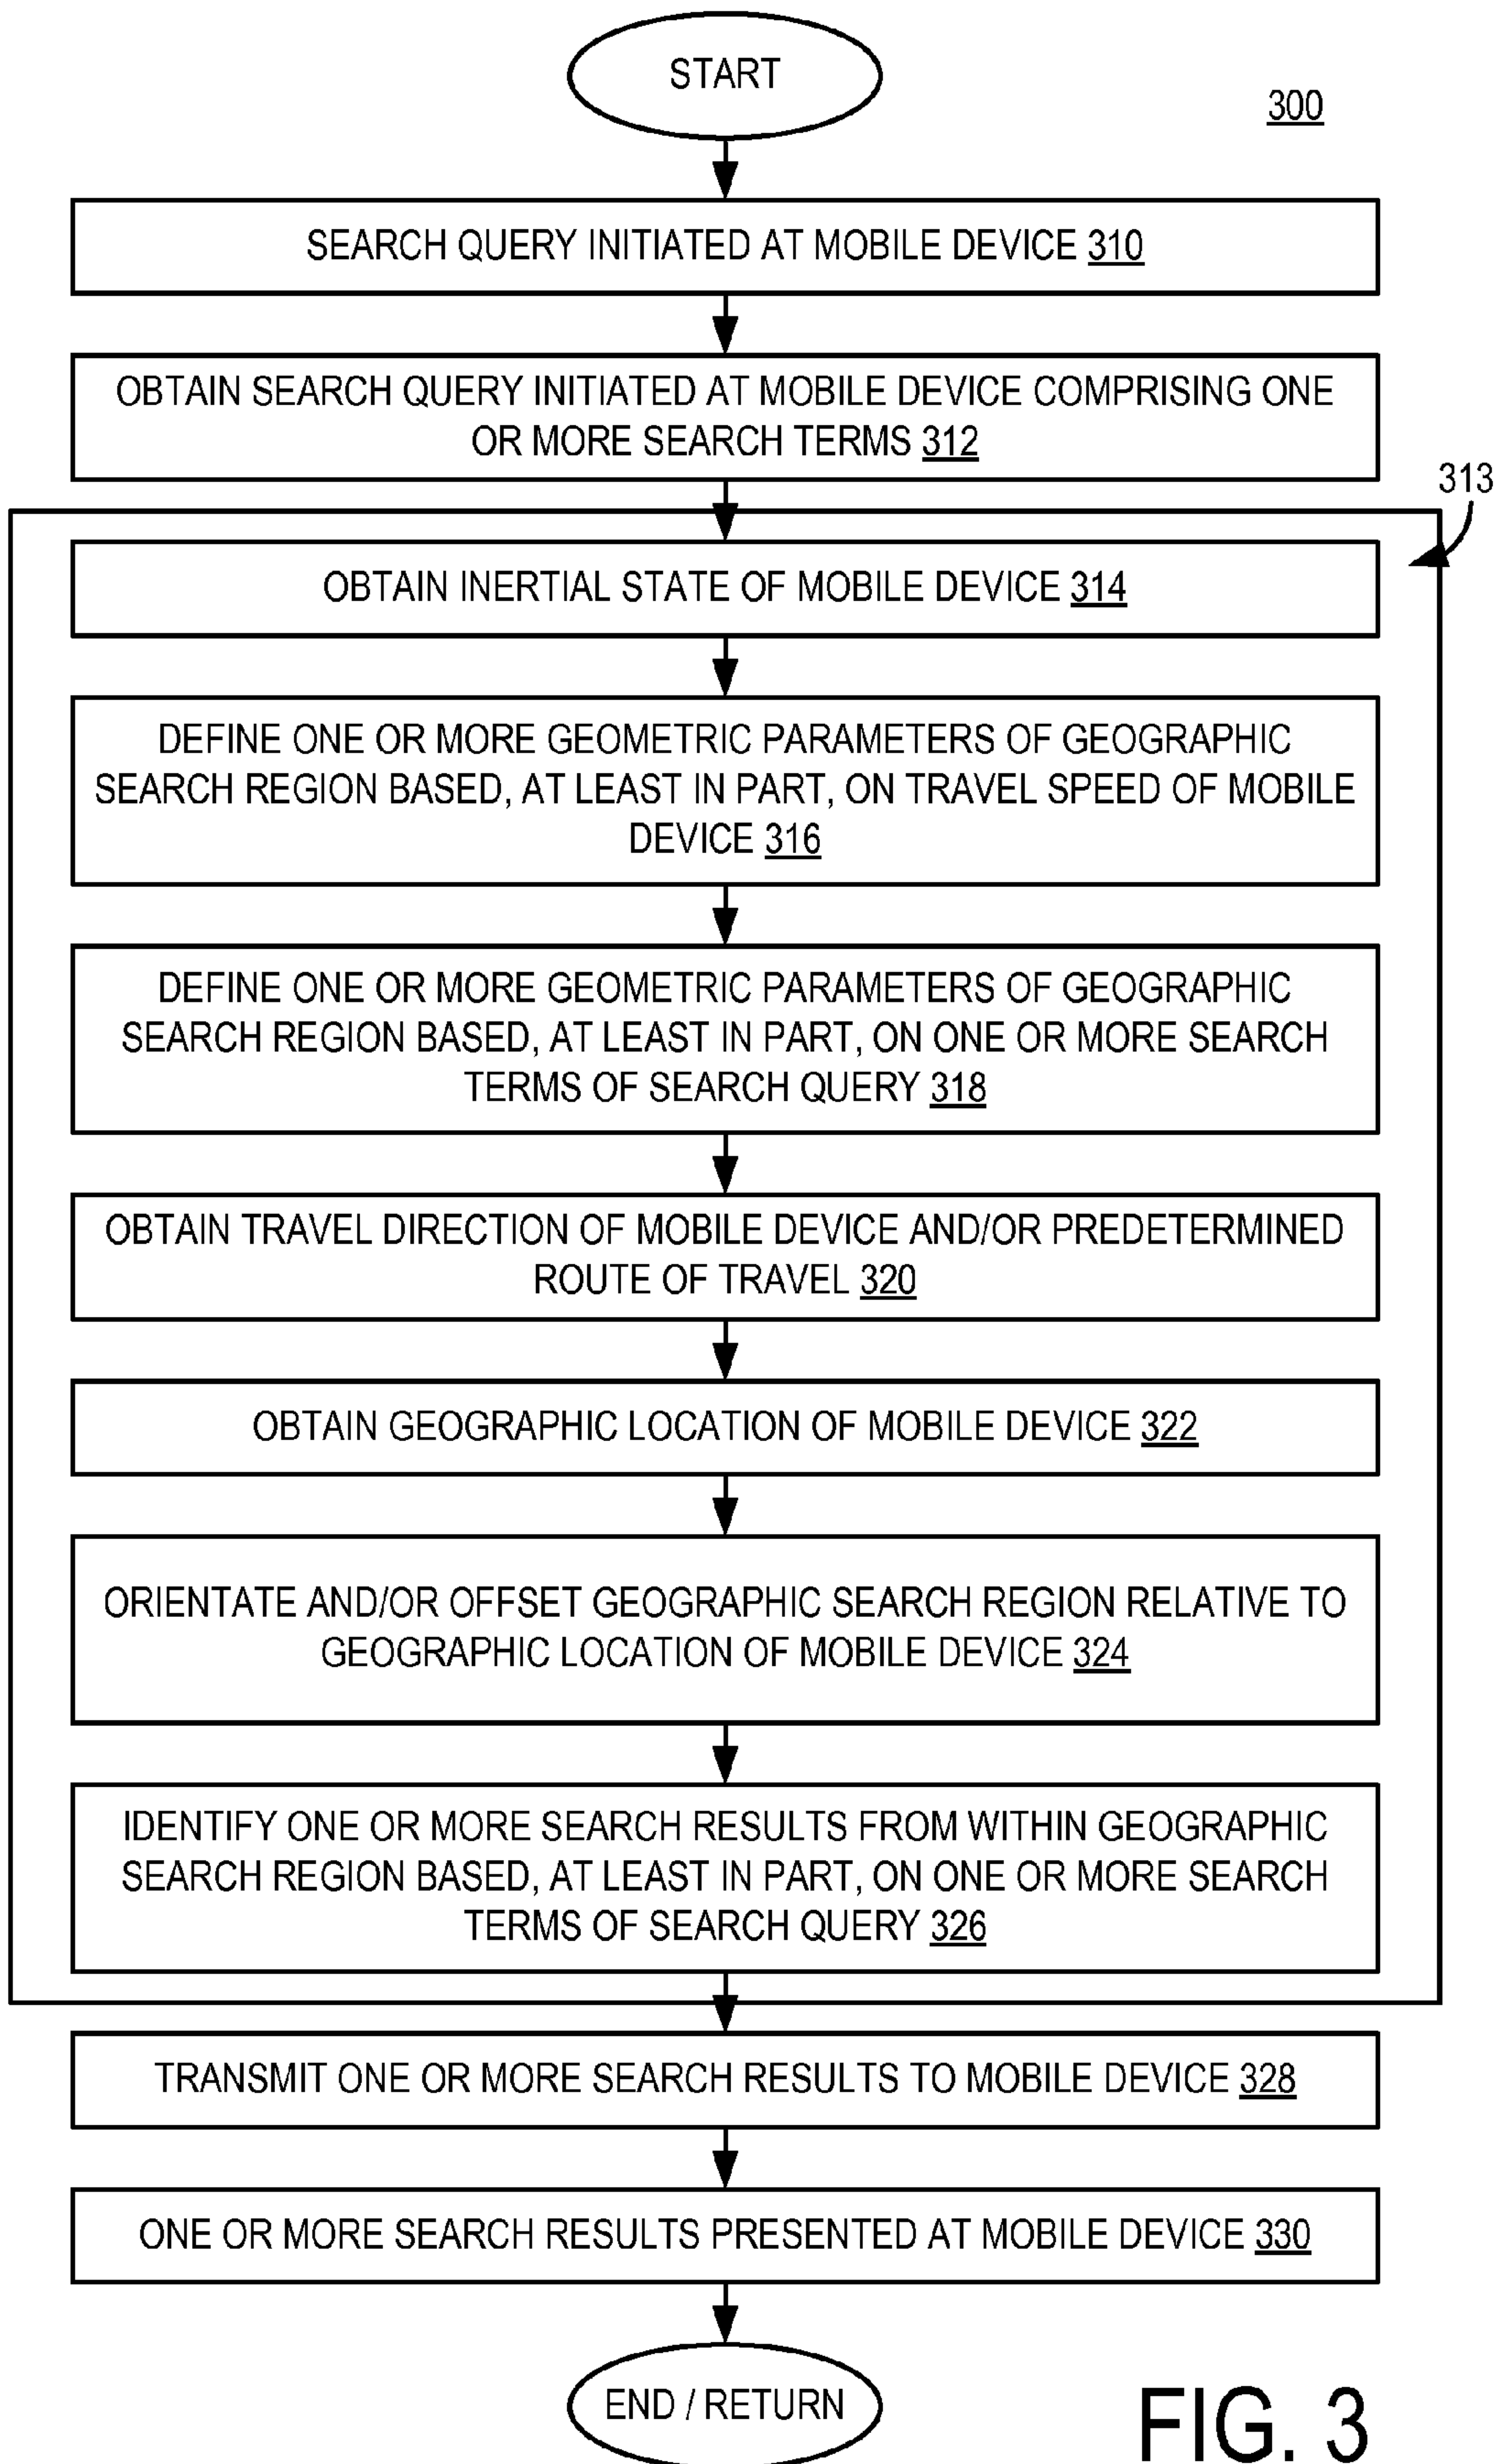 START
300
SEARCH QUERY INITIATED AT MOBILE DEVICE 310
OBTAIN SEARCH QUERY INITIATED AT MOBILE DEVICE COMPRISING ONE
OR MORE SEARCH TERMS 312
313
OBTAIN INERTIAL STATE OF MOBILE DEVICE 314
DEFINE ONE OR MORE GEOMETRIC PARAMETERS OF GEOGRAPHIC
SEARCH REGION BASED, AT LEAST IN PART, ON TRAVEL SPEED OF MOBILE
DEVICE 316
DEFINE ONE OR MORE GEOMETRIC PARAMETERS OF GEOGRAPHIC
SEARCH REGION BASED, AT LEAST IN PART, ON ONE OR MORE SEARCH
TERMS OF SEARCH QUERY 318
OBTAIN TRAVEL DIRECTION OF MOBILE DEVICE AND/OR PREDETERMINED
ROUTE OF TRAVEL 320
OBTAIN GEOGRAPHIC LOCATION OF MOBILE DEVICE 322
ORIENTATE AND/OR OFFSET GEOGRAPHIC SEARCH REGION RELATIVE TO
GEOGRAPHIC LOCATION OF MOBILE DEVICE 324
IDENTIFY ONE OR MORE SEARCH RESULTS FROM WITHIN GEOGRAPHIC
SEARCH REGION BASED, AT LEAST IN PART, ON ONE OR MORE SEARCH
TERMS OF SEARCH QUERY 326
TRANSMIT ONE OR MORE SEARCH RESULTS TO MOBILE DEVICE 328
ONE OR MORE SEARCH RESULTS PRESENTED AT MOBILE DEVICE 330
END / RETURN
FIG. 3